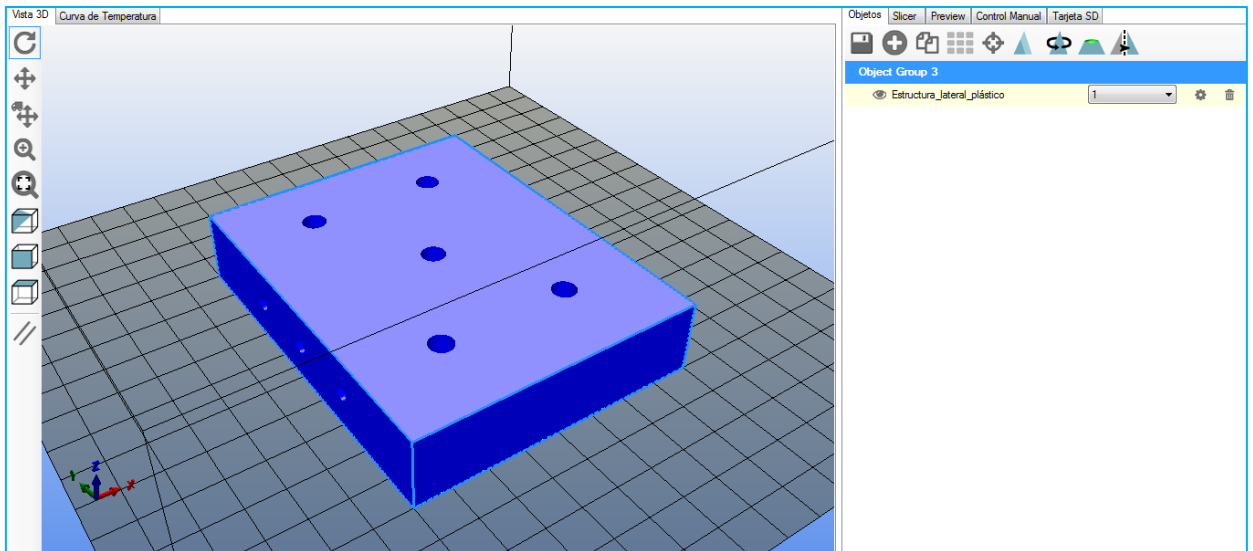 Vista 3D Curva de Temperatura
Objetos Slicer Preview Control Manual Tarjeta SD
Object Group 3
Estructura_lateral_plástico 1
Z
Y
X